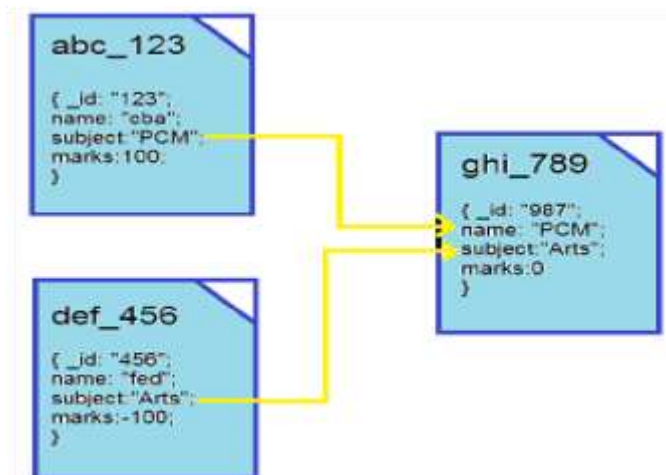 abc_123
{ _id: "123";
name: "cba";
subject:"PCM";
marks:100;
}
ghi_789
{ _id: "987";
name: "PCM";
subject:"Arts";
marks:0
}
def_456
{ _id: "456";
name: "fed";
subject:"Arts";
marks:-100;
}